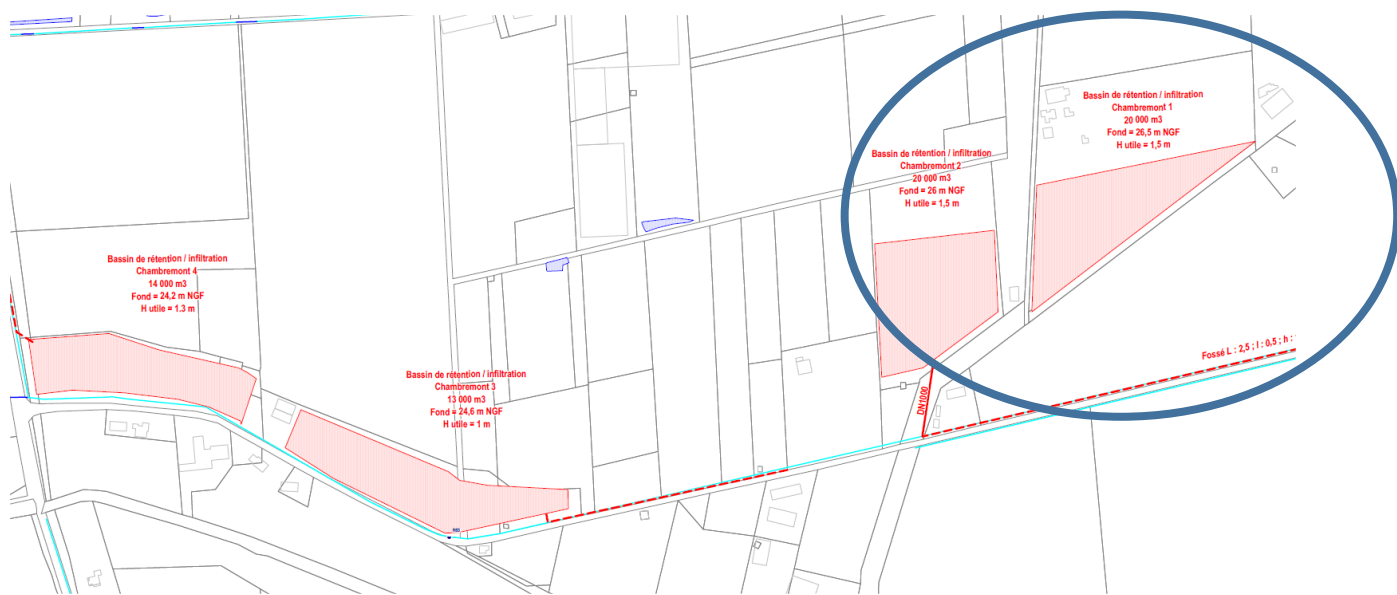 Bassin de rétention / infiltration
Chambremont 1
20 000 m3
Fond = 26,5 m NGF
H utile = 1,5 m
Bassin de rétention / infiltration
Chambremont 2
20 000 m3
Fond = 26 m NGF
H utile = 1,5 m
Bassin de rétention / infiltration
Chambremont 4
14 000 m3
Fond = 24,2 m NGF
H utile = 1.3 m
Bassin de rétention / infiltration
Chambremont 3
13 000 m3
Fond = 24,6 m NGF
H utile = 1 m
Fossé L : 2,5 ; l : 0,5 ; h :
DN1000